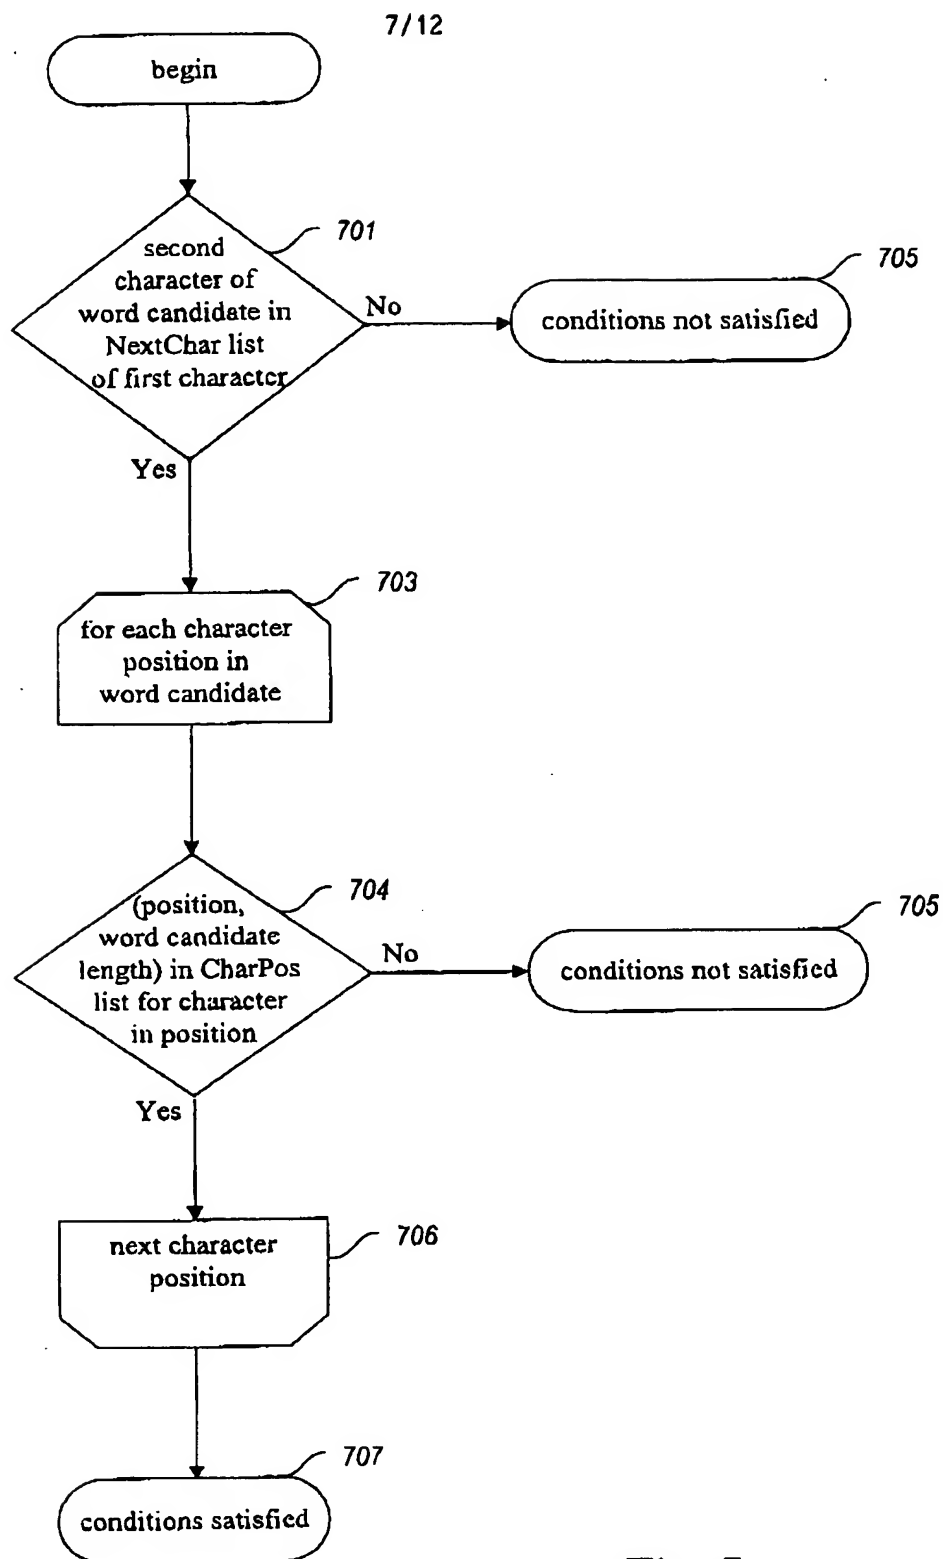 7/12
begin
701
second
character of
word candidate in
NextChar list
of first character
No
705
conditions not satisfied
Yes
703
for each character
position in
word candidate
704
(position,
word candidate
length) in CharPos
list for character
in position
No
705
conditions not satisfied
Yes
706
next character
position
707
conditions satisfied